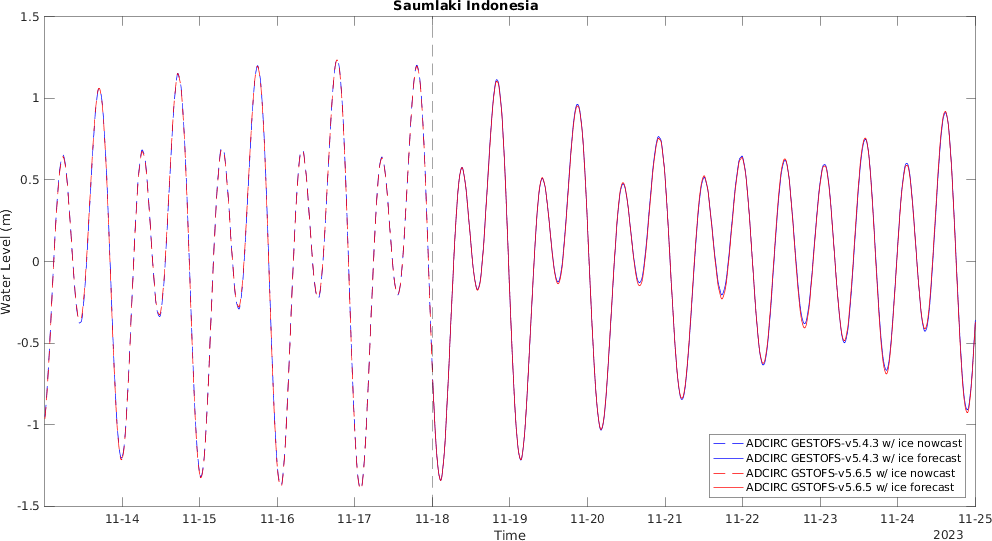 Saumlaki Indonesia
1.5
1
0.5
0
-0.5
-1
-1.5
Water Level (m)
11-14 11-15 11-16 11-17 11-18 11-19 11-20 11-21 11-22 11-23 11-24 11-25
Time
2023
ADCIRC GESTOFS-v5.4.3 w/ ice nowcast
ADCIRC GESTOFS-v5.4.3 w/ ice forecast
ADCIRC GSTOFS-v5.6.5 w/ ice nowcast
ADCIRC GSTOFS-v5.6.5 w/ ice forecast